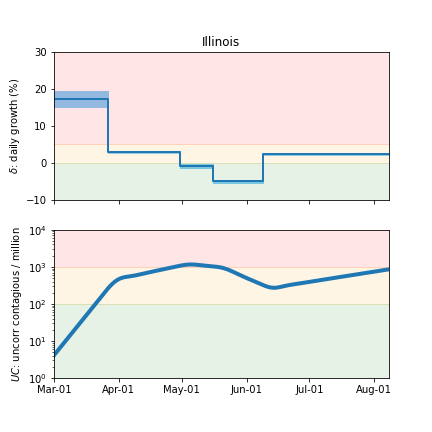 Illinois
δ: daily growth (%)
30
20
10
0
−10
UC: uncorr contagious / million
10⁴
10³
10²
10¹
10⁰
Mar-01 Apr-01 May-01 Jun-01 Jul-01 Aug-01